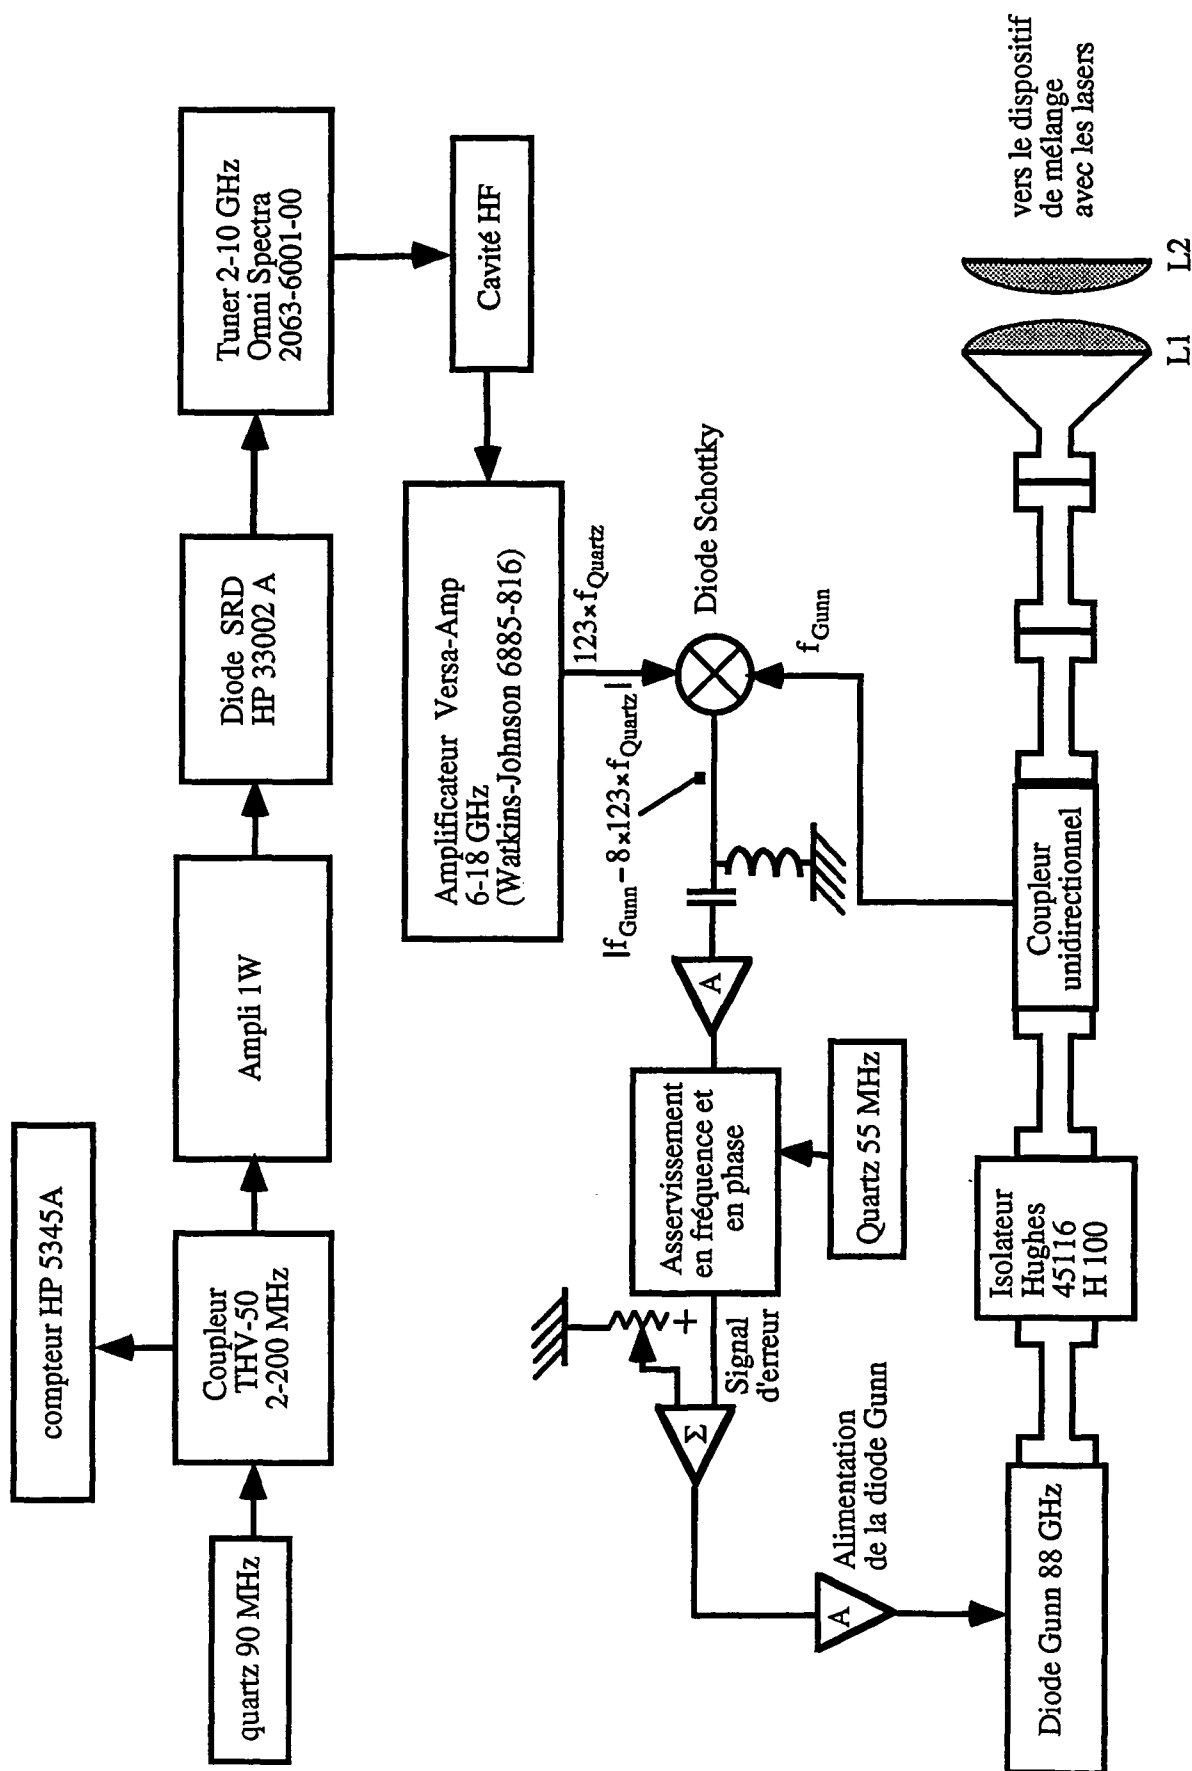 quartz 90 MHz
compteur HP 5345A
Coupleur
THV-50
2-200 MHz
Ampli 1W
Diode SRD
HP 33002 A
Tuner 2-10 GHz
Omni Spectra
2063-6001-00
Cavité HF
Amplificateur Versa-Amp
6-18 GHz
(Watkins-Johnson 6885-816)
123×fQuartz
|fGunn−8×123×fQuartz|
Diode Schottky
fGunn
A
Asservissement
en fréquence et
en phase
Quartz 55 MHz
+
Signal
d'erreur
Σ
A
Alimentation
de la diode Gunn
Diode Gunn 88 GHz
Isolateur
Hughes
45116
H 100
Coupleur
unidirectionnel
L1
L2
vers le dispositif
de mélange
avec les lasers